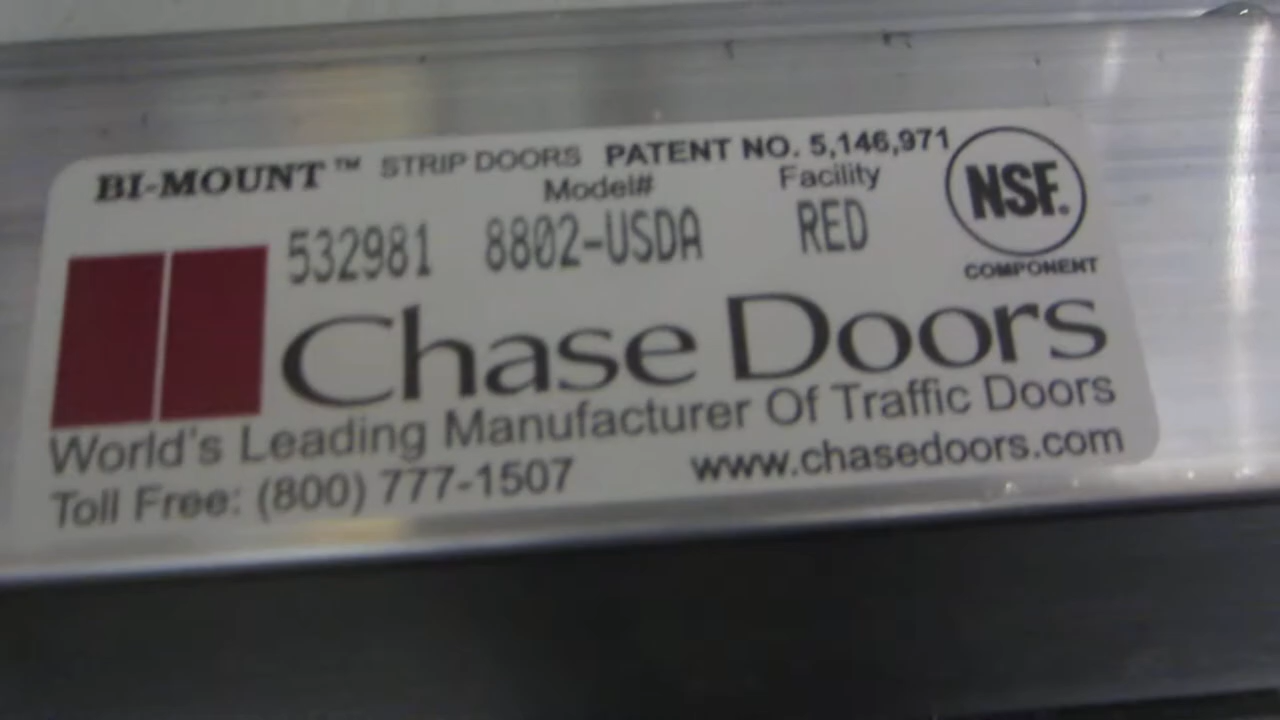 BI-MOUNT™ STRIP DOORS PATENT NO. 5,146,971
Model# Facility
532981 8802-USDA RED
NSF.
COMPONENT
Chase Doors
World's Leading Manufacturer Of Traffic Doors
Toll Free: (800) 777-1507 www.chasedoors.com